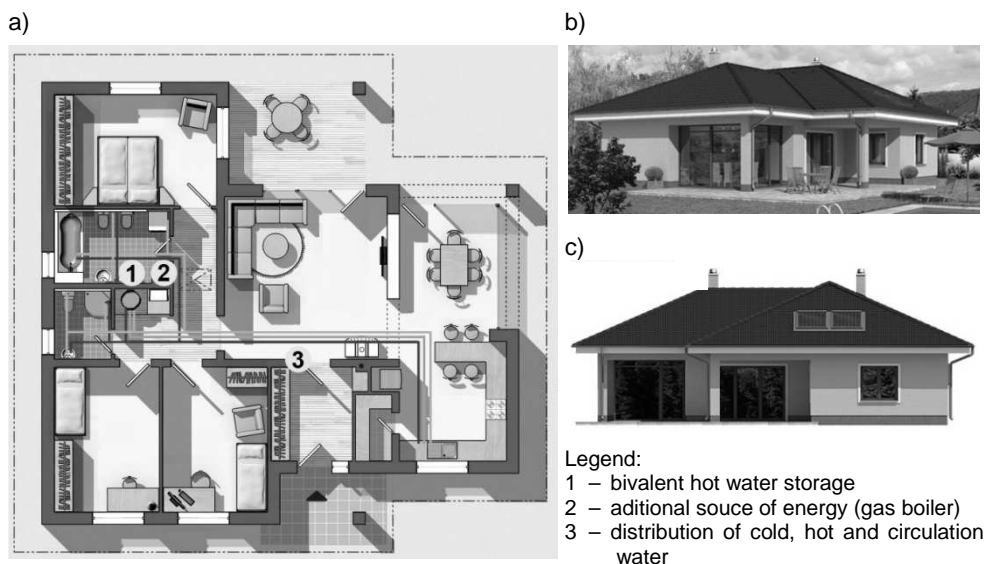 a)
b)
1 2
3
c)
Legend:
1 – bivalent hot water storage
2 – aditional souce of energy (gas boiler)
3 – distribution of cold, hot and circulation
water